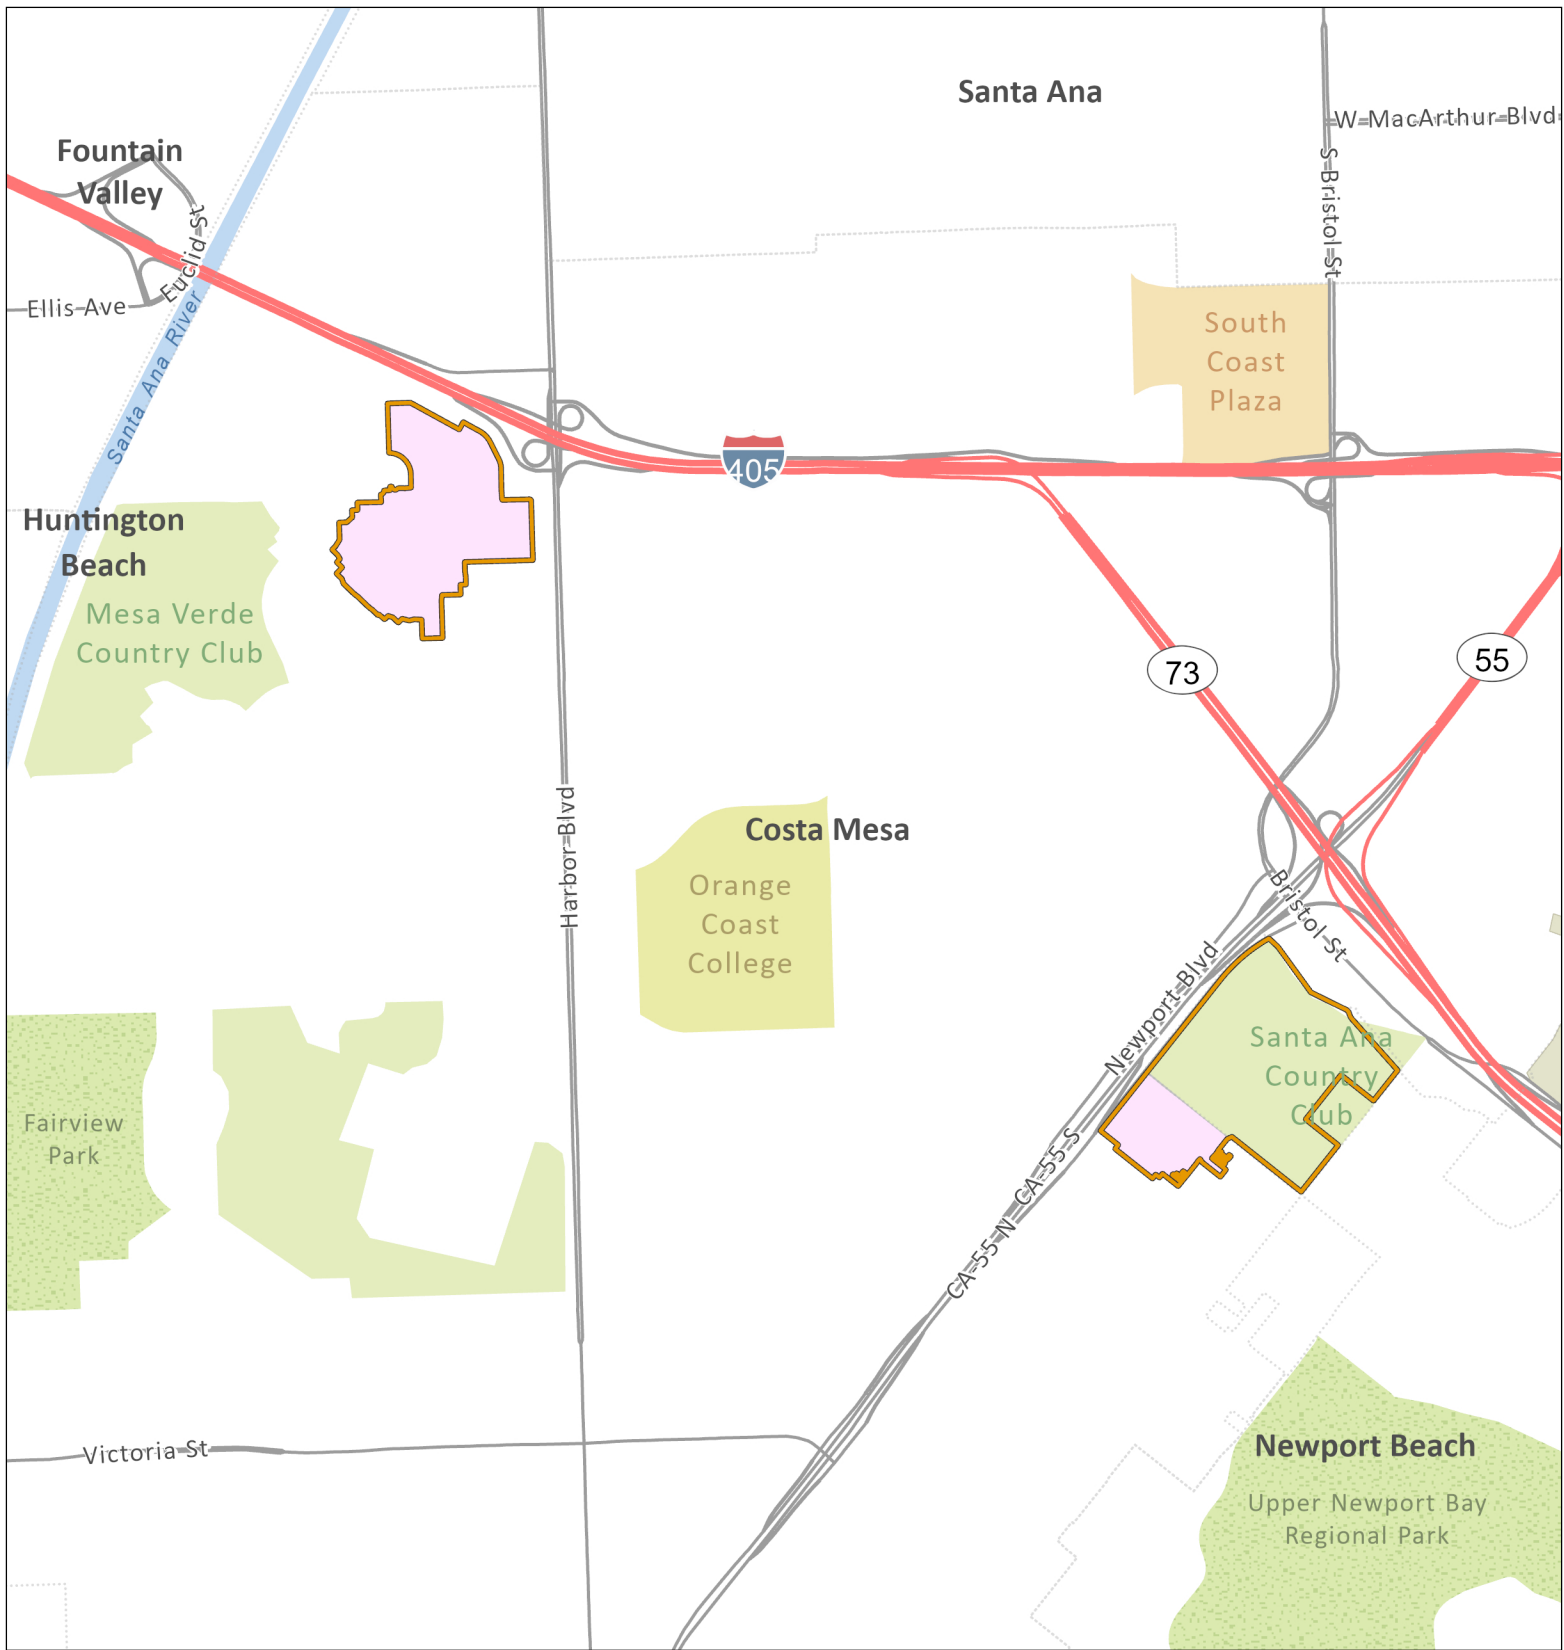 Santa Ana
W MacArthur Blvd
Fountain
Valley
S Bristol St
Euclid St
Ellis Ave
Santa Ana River
South
Coast
Plaza
405
Huntington
Beach
Mesa Verde
Country Club
73
55
Harbor Blvd
Costa Mesa
Orange
Coast
College
Bristol St
Newport Blvd
Santa Ana
Country
Club
Fairview
Park
CA-55 S
CA-55 N
Victoria St
Newport Beach
Upper Newport Bay
Regional Park